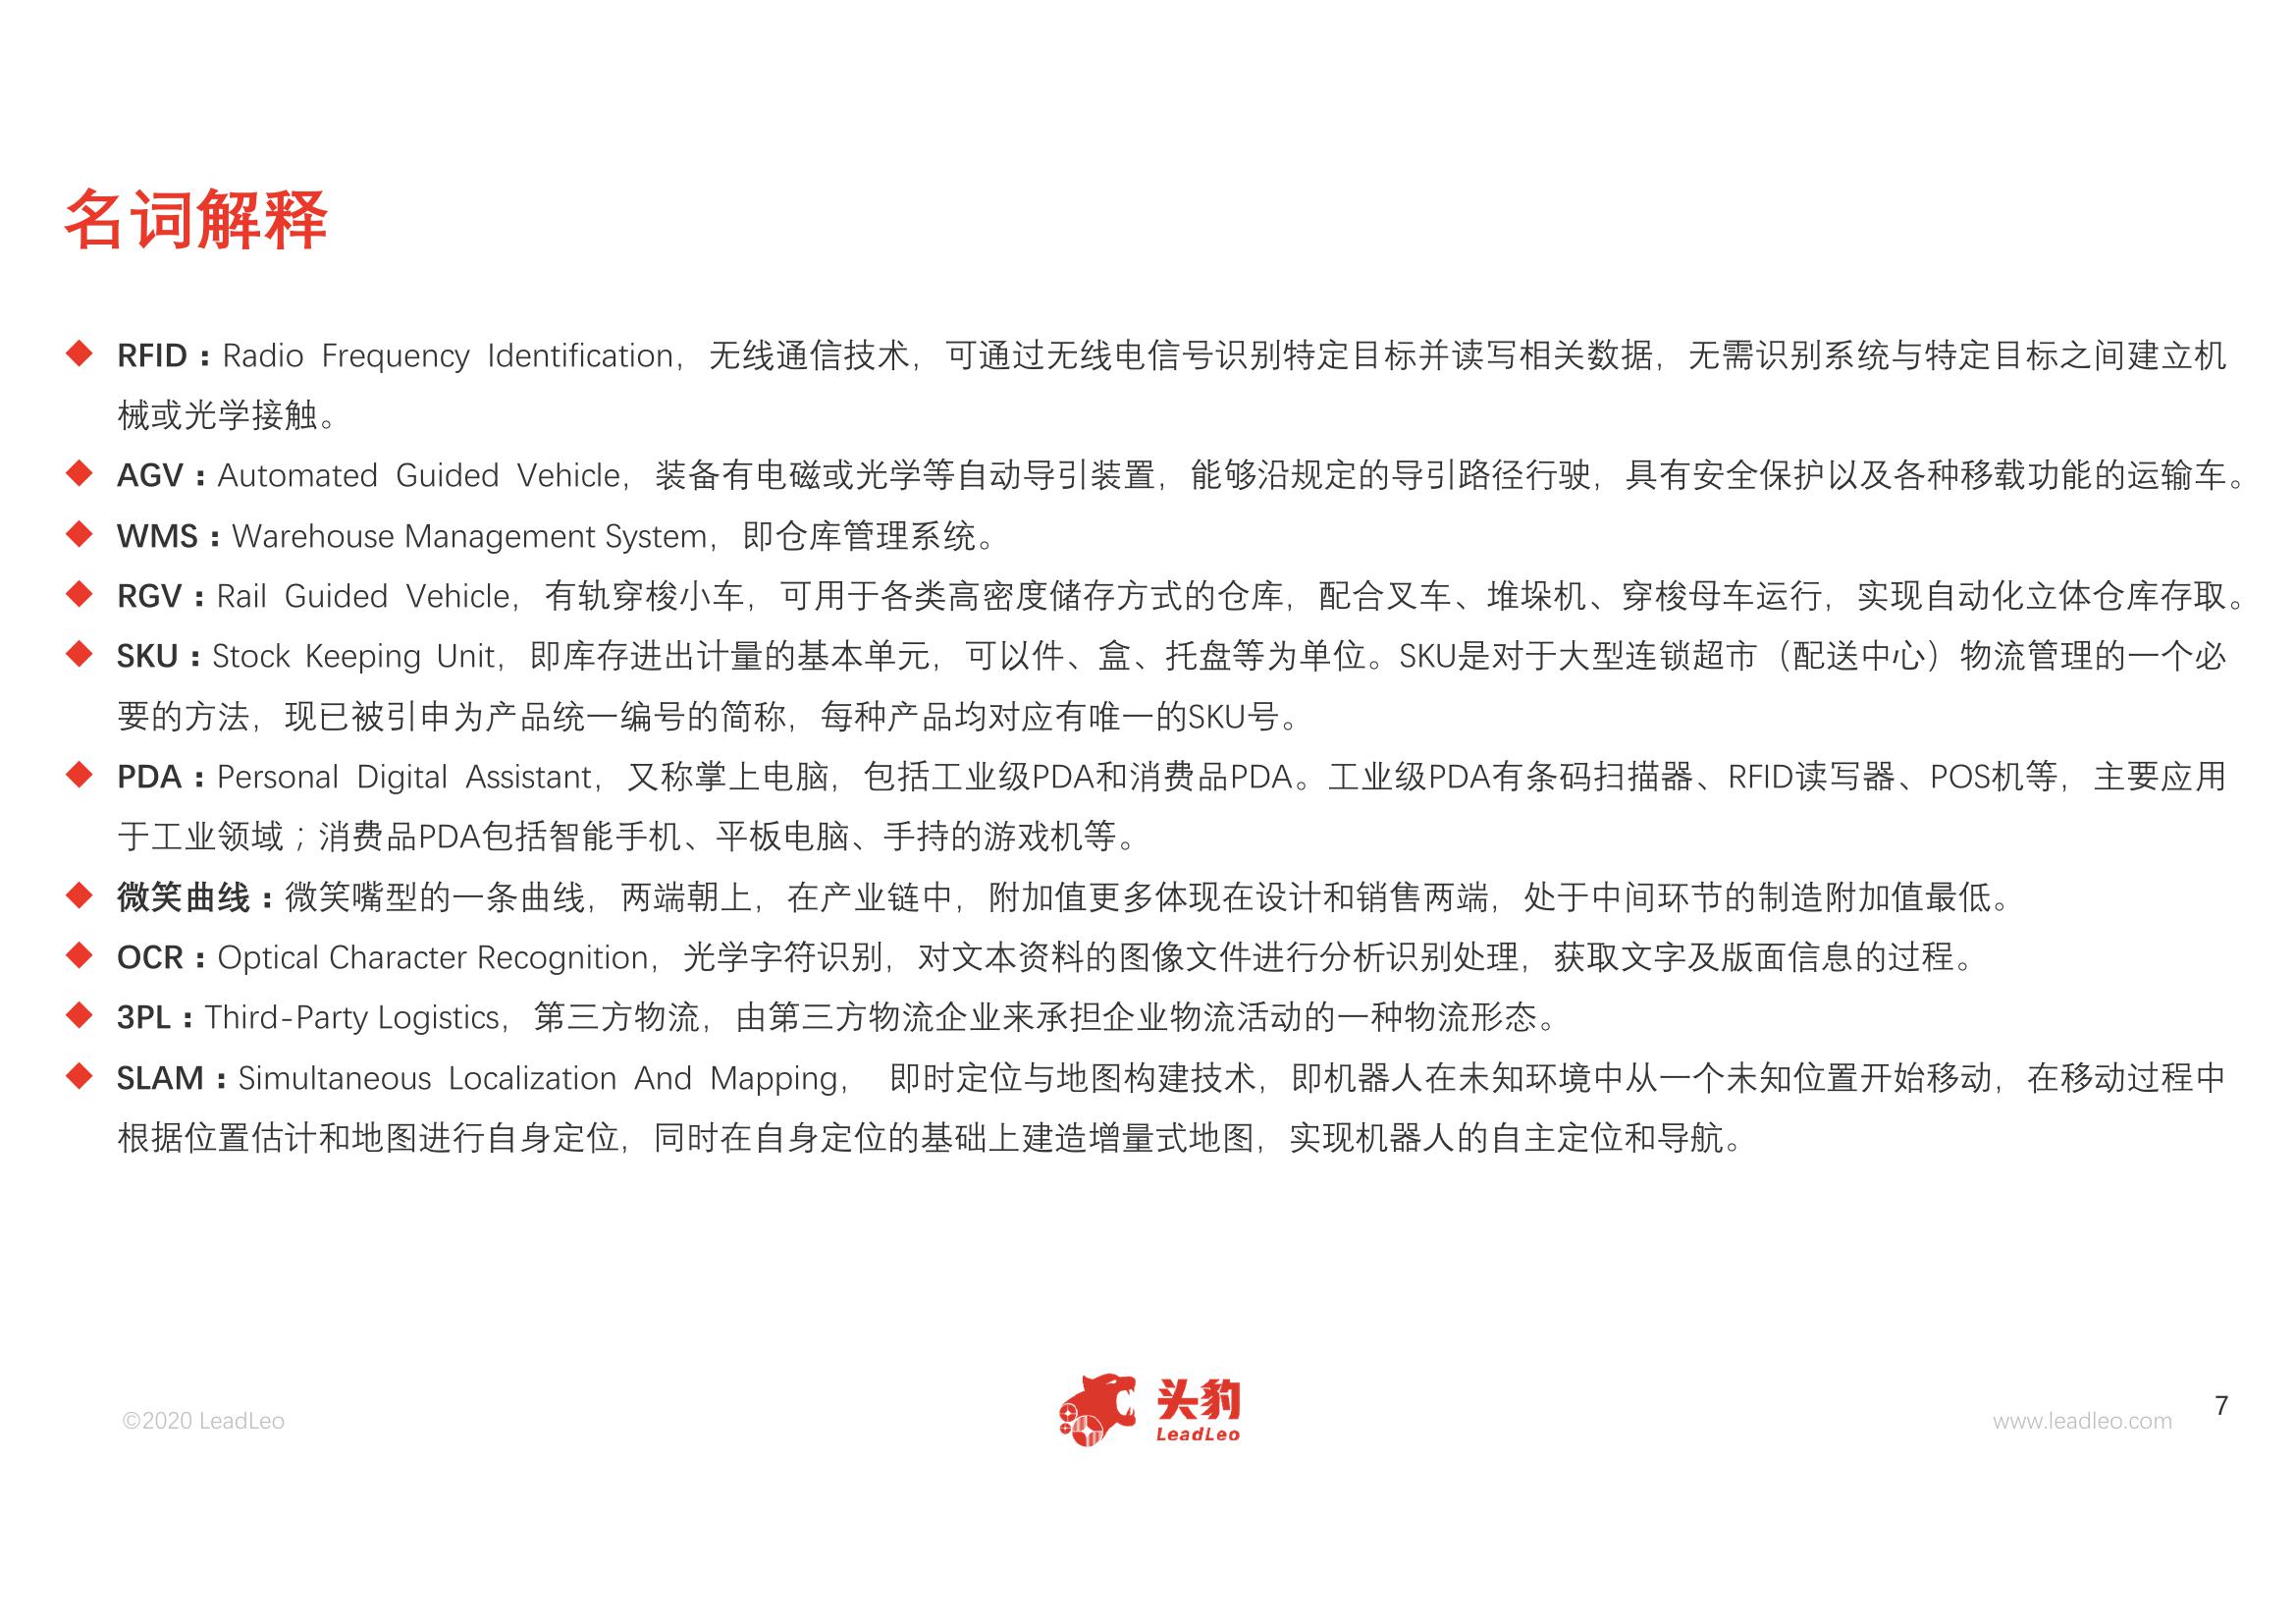 名词解释
◆ RFID：Radio Frequency Identification，无线通信技术，可通过无线电信号识别特定目标并读写相关数据，无需识别系统与特定目标之间建立机
械或光学接触。
◆ AGV：Automated Guided Vehicle，装备有电磁或光学等自动导引装置，能够沿规定的导引路径行驶，具有安全保护以及各种移载功能的运输车。
◆ WMS：Warehouse Management System，即仓库管理系统。
◆ RGV：Rail Guided Vehicle，有轨穿梭小车，可用于各类高密度储存方式的仓库，配合叉车、堆垛机、穿梭母车运行，实现自动化立体仓库存取。
◆ SKU：Stock Keeping Unit，即库存进出计量的基本单元，可以件、盒、托盘等为单位。SKU是对于大型连锁超市（配送中心）物流管理的一个必
要的方法，现已被引申为产品统一编号的简称，每种产品均对应有唯一的SKU号。
◆ PDA：Personal Digital Assistant，又称掌上电脑，包括工业级PDA和消费品PDA。工业级PDA有条码扫描器、RFID读写器、POS机等，主要应用
于工业领域；消费品PDA包括智能手机、平板电脑、手持的游戏机等。
◆ 微笑曲线：微笑嘴型的一条曲线，两端朝上，在产业链中，附加值更多体现在设计和销售两端，处于中间环节的制造附加值最低。
◆ OCR：Optical Character Recognition，光学字符识别，对文本资料的图像文件进行分析识别处理，获取文字及版面信息的过程。
◆ 3PL：Third-Party Logistics，第三方物流，由第三方物流企业来承担企业物流活动的一种物流形态。
◆ SLAM：Simultaneous Localization And Mapping， 即时定位与地图构建技术，即机器人在未知环境中从一个未知位置开始移动，在移动过程中
根据位置估计和地图进行自身定位，同时在自身定位的基础上建造增量式地图，实现机器人的自主定位和导航。
©2020 LeadLeo
头豹
LeadLeo
www.leadleo.com
7